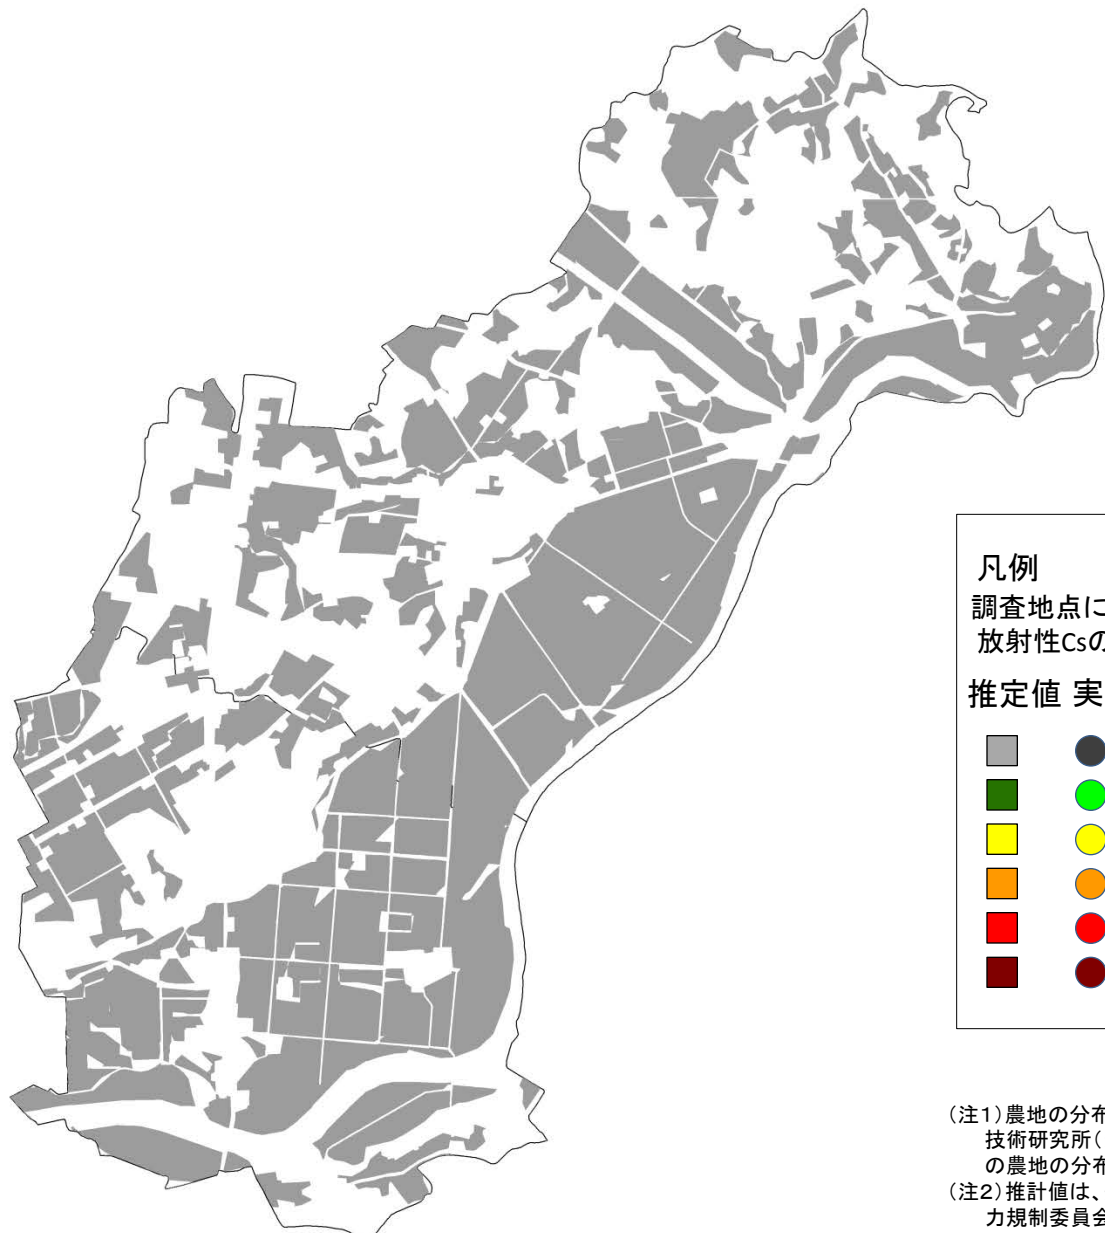 凡例
調査地点に
放射性Csの
推定値 実
(注1)農地の分布
技術研究所(
の農地の分布
(注2)推計値は、
力規制委員会